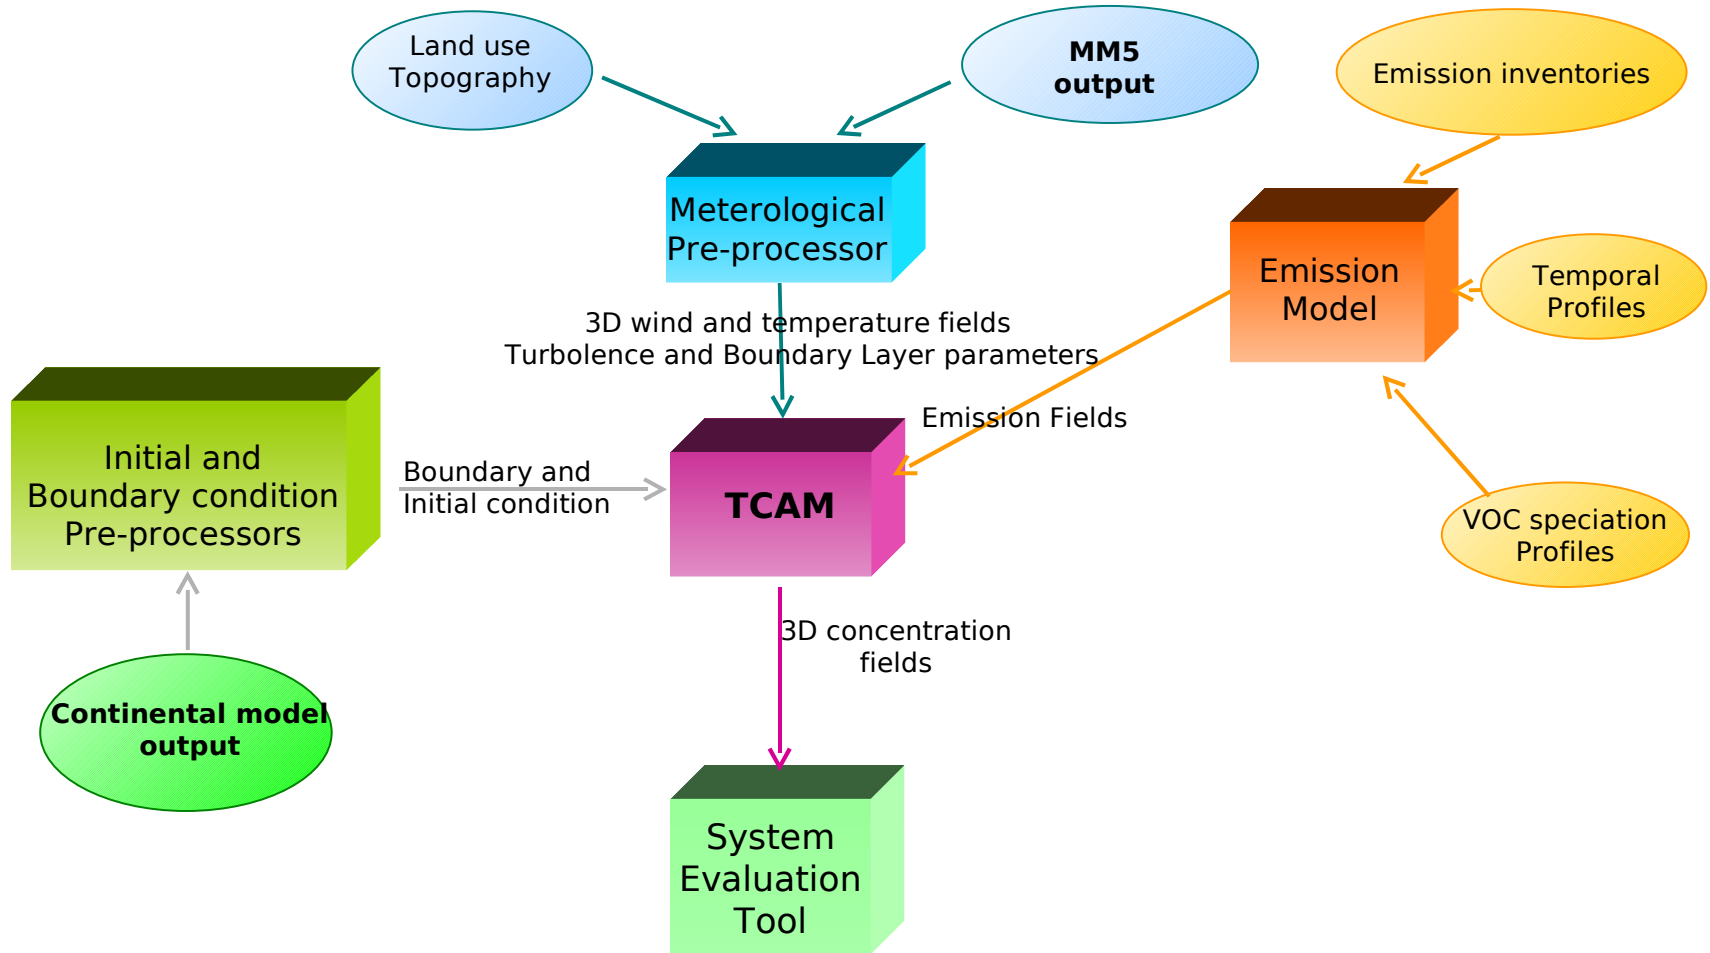 Land use
Topography
MM5
output
Emission inventories
Meterological
Pre-processor
Emission
Model
Temporal
Profiles
3D wind and temperature fields
Turbolence and Boundary Layer parameters
Emission Fields
Initial and
Boundary condition
Pre-processors
Boundary and
Initial condition
TCAM
VOC speciation
Profiles
3D concentration
fields
Continental model
output
System
Evaluation
Tool